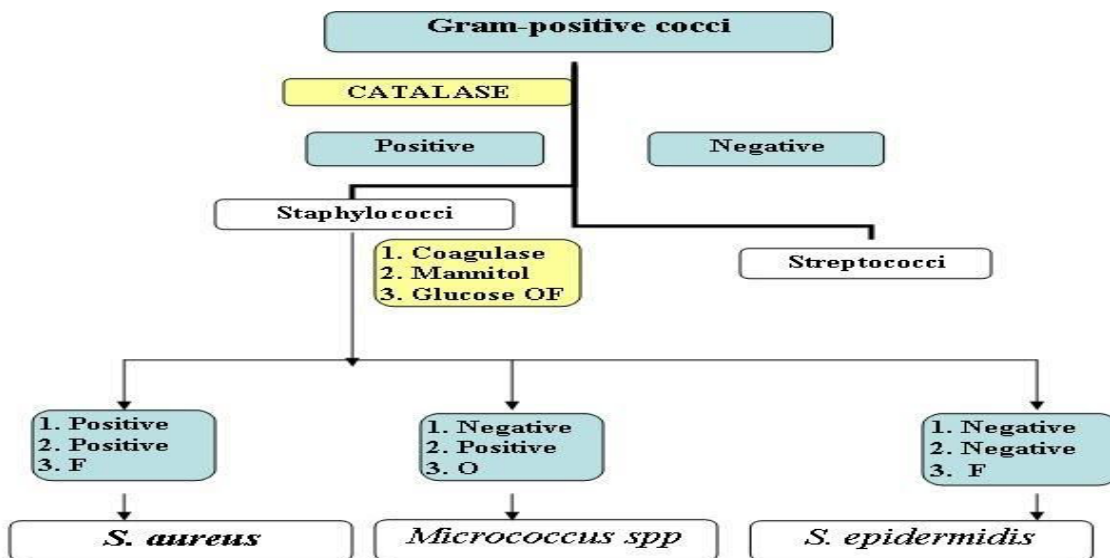 Gram-positive cocci
CATALASE
Positive
Negative
Staphylococci
1. Coagulase
2. Mannitol
3. Glucose OF
Streptococci
1. Positive
2. Positive
3. F
1. Negative
2. Positive
3. O
1. Negative
2. Negative
3. F
S. aureus
Micrococcus spp
S. epidermidis